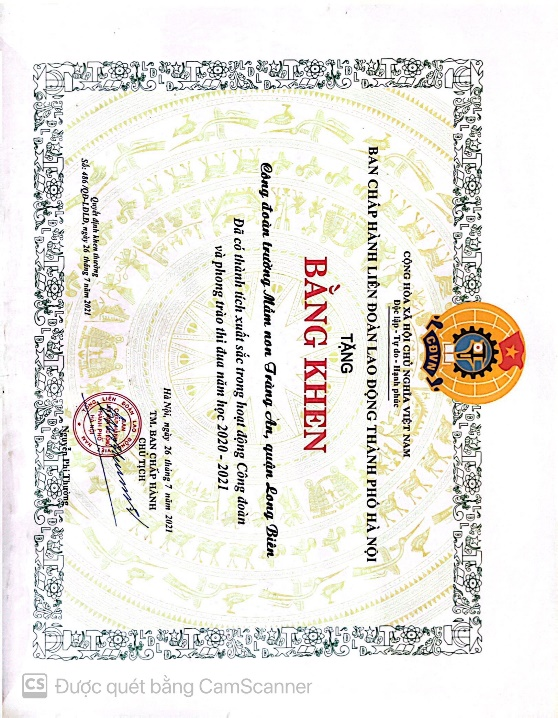 CĐVN
CỘNG HÒA XÃ HỘI CHỦ NGHĨA VIỆT NAM
Độc lập - Tự do - Hạnh phúc
BAN CHẤP HÀNH LIÊN ĐOÀN LAO ĐỘNG THÀNH PHỐ HÀ NỘI
TẶNG
BẰNG KHEN
Công đoàn trường Mầm non Tràng An, quận Long Biên
Đã có thành tích xuất sắc trong hoạt động Công đoàn
và phong trào thi đua năm học 2020 - 2021
Hà Nội, ngày 26 tháng 7 năm 2021
TM. BAN CHẤP HÀNH
CHỦ TỊCH
Nguyễn Phi Thường
Quyết định khen thưởng
Số: 486/QĐ-LĐLĐ, ngày 26 tháng 7 năm 2021
CS Được quét bằng CamScanner